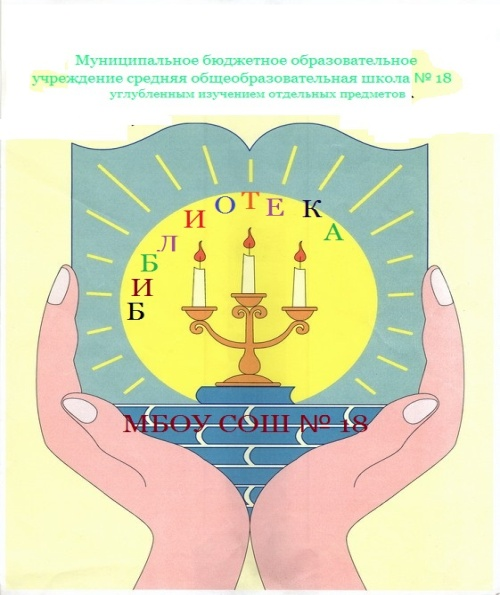 Муниципальное бюджетное образовательное
учреждение средняя общеобразовательная школа № 18
углубленным изучением отдельных предметов .
БИБЛИОТЕКА
МБОУ СОШ № 18